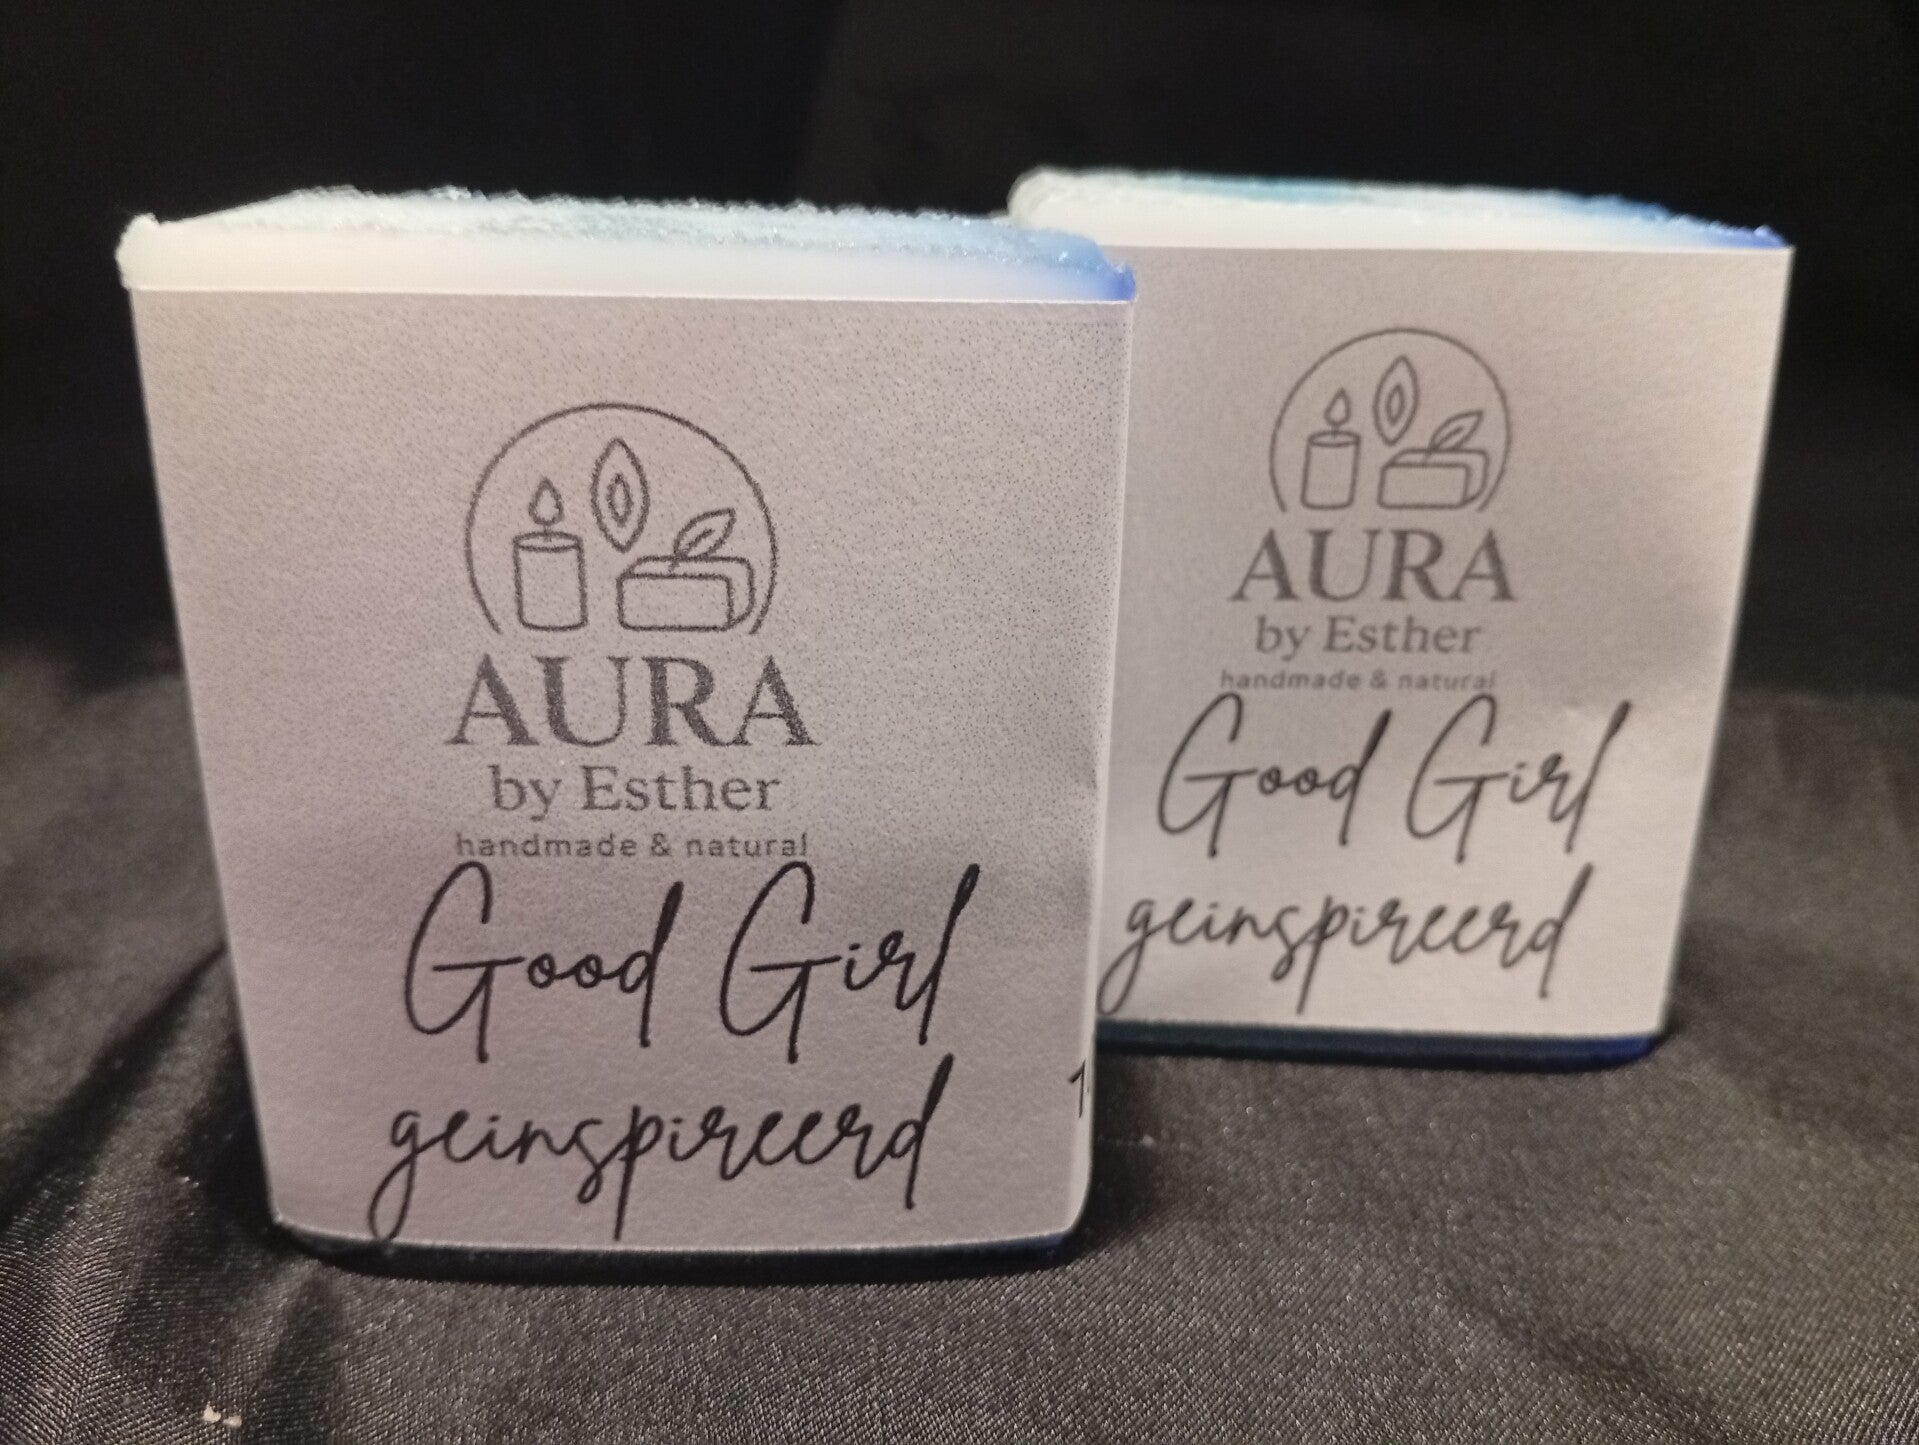 AURA
by Esther
handmade & natural
Good Girl
geinspireerd
AURA
by Esther
handmade & natural
Good Girl
geinspireerd